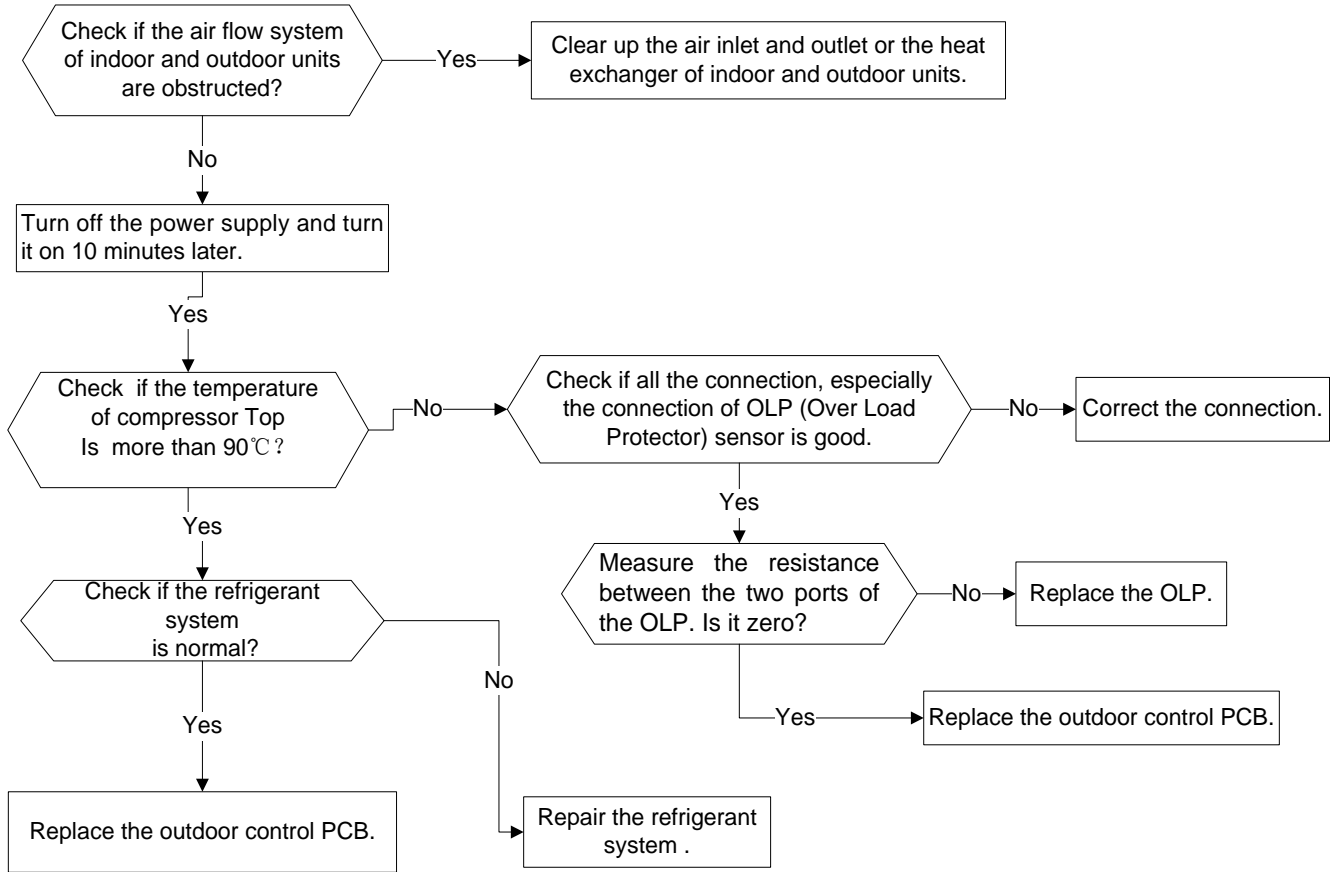 Check if the air flow system
of indoor and outdoor units
are obstructed?
Yes
Clear up the air inlet and outlet or the heat
exchanger of indoor and outdoor units.
No
Turn off the power supply and turn
it on 10 minutes later.
Yes
Check if the temperature
of compressor Top
Is more than 90℃?
No
Check if all the connection, especially
the connection of OLP (Over Load
Protector) sensor is good.
No
Correct the connection.
Yes
Yes
Measure the resistance
between the two ports of
the OLP. Is it zero?
No
Replace the OLP.
Check if the refrigerant
system
is normal?
No
Yes
Yes
Replace the outdoor control PCB.
Replace the outdoor control PCB.
Repair the refrigerant
system .